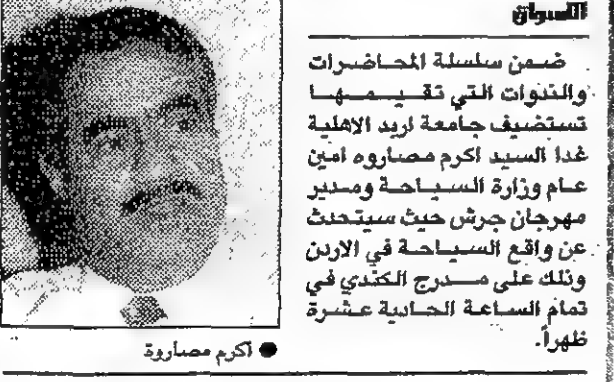 الاسواق
ضمن سلسلة المحاضرات
والندوات التي تقيمها
تستضيف جامعة اربد الاهلية
غدا السيد اكرم مصاروه امين
عام وزارة السياحة ومدير
مهرجان جرش حيث سيتحدث
عن واقع السياحة في الاردن
وذلك على مدرج الكندي في
تمام الساعة الحادية عشرة
ظهراً.
● اكرم مصاروة